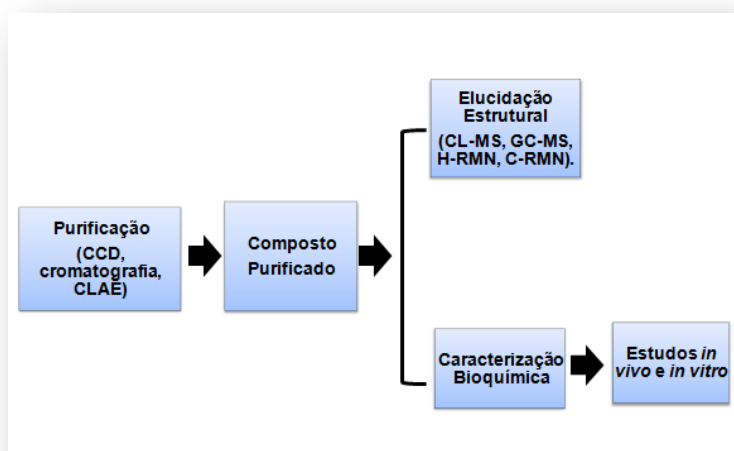 Elucidação
Estrutural
(CL-MS, GC-MS,
H-RMN, C-RMN).
Purificação
(CCD,
cromatografia,
CLAE)
Composto
Purificado
Caracterização
Bioquímica
Estudos in
vivo e in vitro